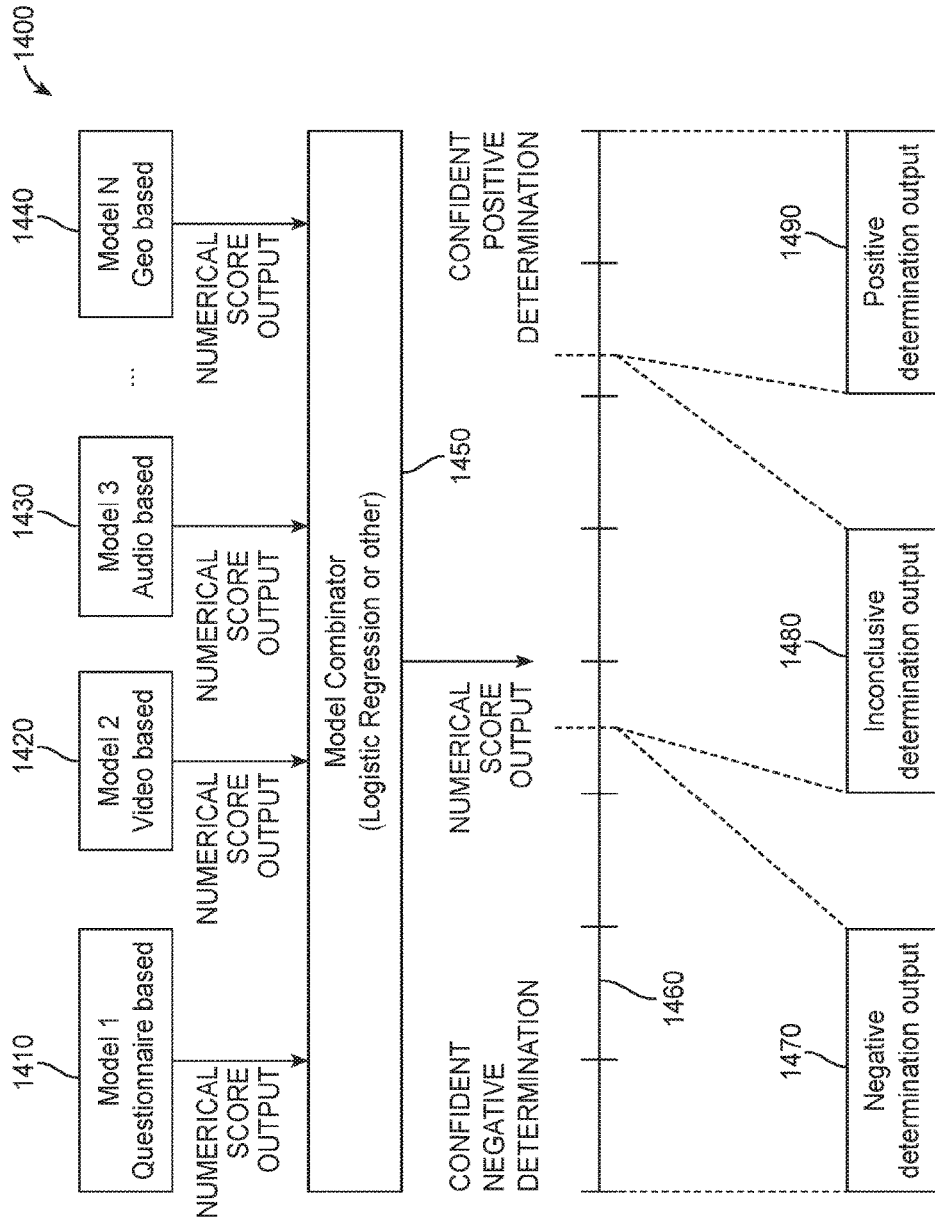 1400
1410
1420
1430
1440
Model 1
Questionnaire based
Model 2
Video based
Model 3
Audio based
...
Model N
Geo based
NUMERICAL
SCORE
OUTPUT
NUMERICAL
SCORE
OUTPUT
NUMERICAL
SCORE
OUTPUT
NUMERICAL
SCORE
OUTPUT
Model Combinator
(Logistic Regression or other)
1450
CONFIDENT
NEGATIVE
DETERMINATION
NUMERICAL
SCORE
OUTPUT
CONFIDENT
POSITIVE
DETERMINATION
1460
1470
1480
1490
Negative
determination output
Inconclusive
determination output
Positive
determination output